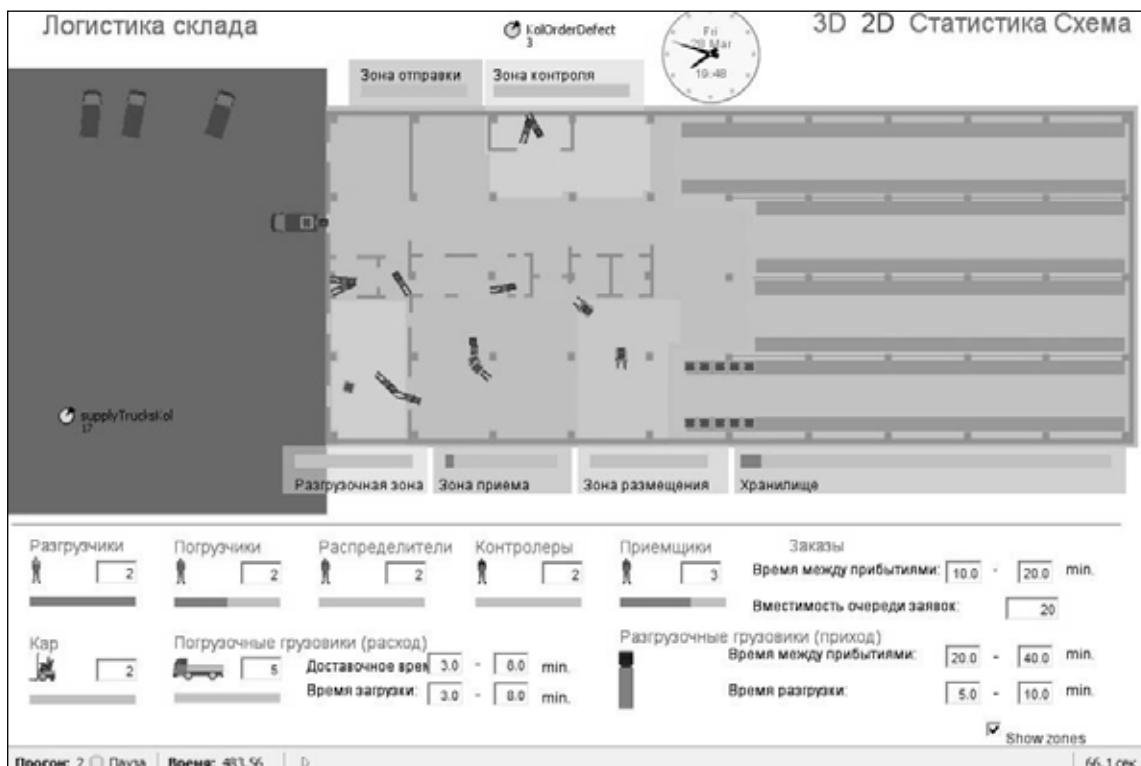 Логистика склада
KolOrderDefect
3
3D 2D Статистика Схема
Fri
28 Mar
19:48
Зона отправки
Зона контроля
supplyTrucksKol
17
Разгрузочная зона
Зона приема
Зона размещения
Хранилище
Разгрузчики
2
Погрузчики
2
Распределители
2
Контролеры
2
Приемщики
3
Заказы
Время между прибытиями: 10.0 - 20.0 min.
Вместимость очереди заявок: 20
Кар
2
Погрузочные грузовики (расход)
5
Доставочное врем 3.0 - 8.0 min.
Время загрузки: 3.0 - 8.0 min.
Разгрузочные грузовики (приход)
Время между прибытиями: 20.0 - 40.0 min.
Время разгрузки: 5.0 - 10.0 min.
Show zones
Прогон: 2 Пауза Время: 483.56 66.1 сек